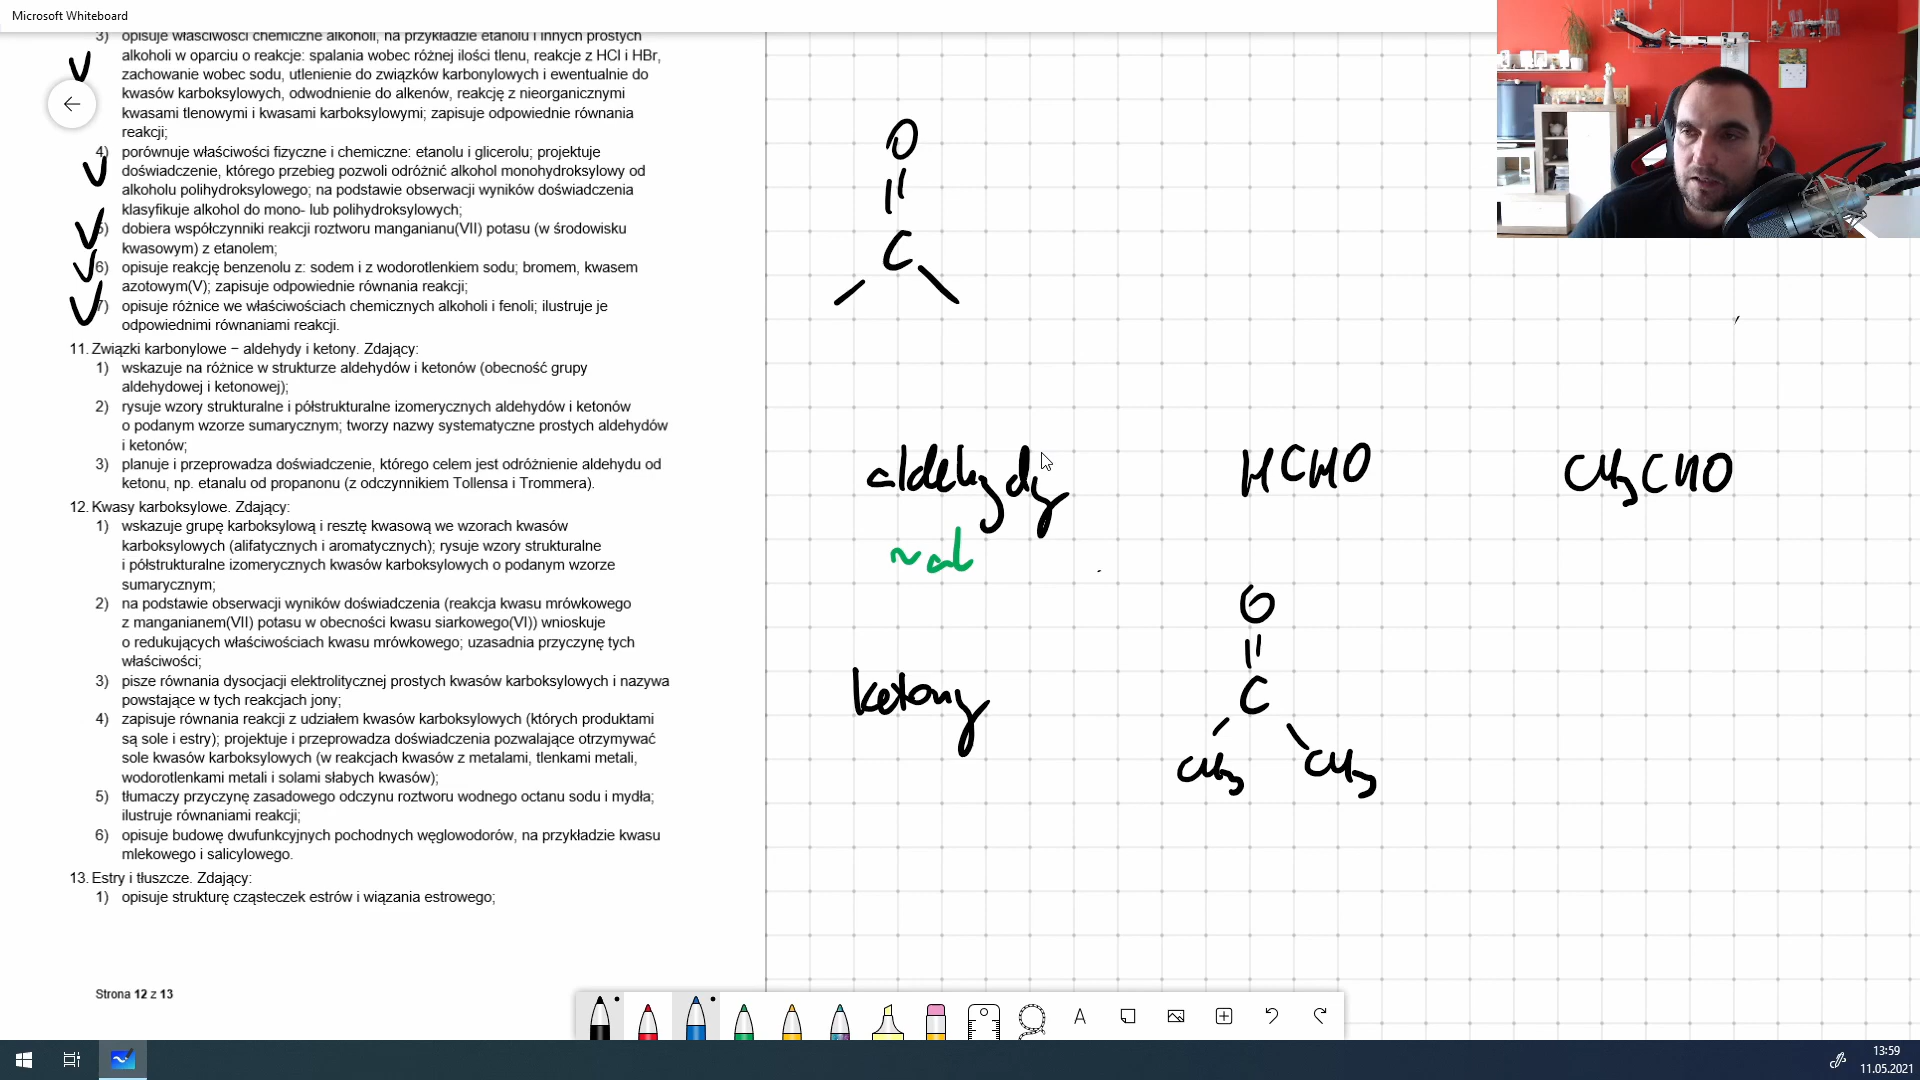 Microsoft Whiteboard
3) opisuje właściwości chemiczne alkoholi, na przykładzie etanolu i innych prostych
alkoholi w oparciu o reakcje: spalania wobec różnej ilości tlenu, reakcje z HCl i HBr,
zachowanie wobec sodu, utlenienie do związków karbonylowych i ewentualnie do
kwasów karboksylowych, odwodnienie do alkenów, reakcję z nieorganicznymi
kwasami tlenowymi i kwasami karboksylowymi; zapisuje odpowiednie równania
reakcji;
4) porównuje właściwości fizyczne i chemiczne: etanolu i glicerolu; projektuje
doświadczenie, którego przebieg pozwoli odróżnić alkohol monohydroksylowy od
alkoholu polihydroksylowego; na podstawie obserwacji wyników doświadczenia
klasyfikuje alkohol do mono- lub polihydroksylowych;
5) dobiera współczynniki reakcji roztworu manganianu(VII) potasu (w środowisku
kwasowym) z etanolem;
6) opisuje reakcję benzenolu z: sodem i z wodorotlenkiem sodu; bromem, kwasem
azotowym(V); zapisuje odpowiednie równania reakcji;
7) opisuje różnice we właściwościach chemicznych alkoholi i fenoli; ilustruje je
odpowiednimi równaniami reakcji.
11. Związki karbonylowe − aldehydy i ketony. Zdający:
1) wskazuje na różnice w strukturze aldehydów i ketonów (obecność grupy
aldehydowej i ketonowej);
2) rysuje wzory strukturalne i półstrukturalne izomerycznych aldehydów i ketonów
o podanym wzorze sumarycznym; tworzy nazwy systematyczne prostych aldehydów
i ketonów;
3) planuje i przeprowadza doświadczenie, którego celem jest odróżnienie aldehydu od
ketonu, np. etanalu od propanonu (z odczynnikiem Tollensa i Trommera).
12. Kwasy karboksylowe. Zdający:
1) wskazuje grupę karboksylową i resztę kwasową we wzorach kwasów
karboksylowych (alifatycznych i aromatycznych); rysuje wzory strukturalne
i półstrukturalne izomerycznych kwasów karboksylowych o podanym wzorze
sumarycznym;
2) na podstawie obserwacji wyników doświadczenia (reakcja kwasu mrówkowego
z manganianem(VII) potasu w obecności kwasu siarkowego(VI)) wnioskuje
o redukujących właściwościach kwasu mrówkowego; uzasadnia przyczynę tych
właściwości;
3) pisze równania dysocjacji elektrolitycznej prostych kwasów karboksylowych i nazywa
powstające w tych reakcjach jony;
4) zapisuje równania reakcji z udziałem kwasów karboksylowych (których produktami
są sole i estry); projektuje i przeprowadza doświadczenia pozwalające otrzymywać
sole kwasów karboksylowych (w reakcjach kwasów z metalami, tlenkami metali,
wodorotlenkami metali i solami słabych kwasów);
5) tłumaczy przyczynę zasadowego odczynu roztworu wodnego octanu sodu i mydła;
ilustruje równaniami reakcji;
6) opisuje budowę dwufunkcyjnych pochodnych węglowodorów, na przykładzie kwasu
mlekowego i salicylowego.
13. Estry i tłuszcze. Zdający:
1) opisuje strukturę cząsteczek estrów i wiązania estrowego;
Strona 12 z 13
O
C
aldehydy HCHO CH3CHO
~al
O
ketony C
CH3 CH3
A
13:59
11.05.2021